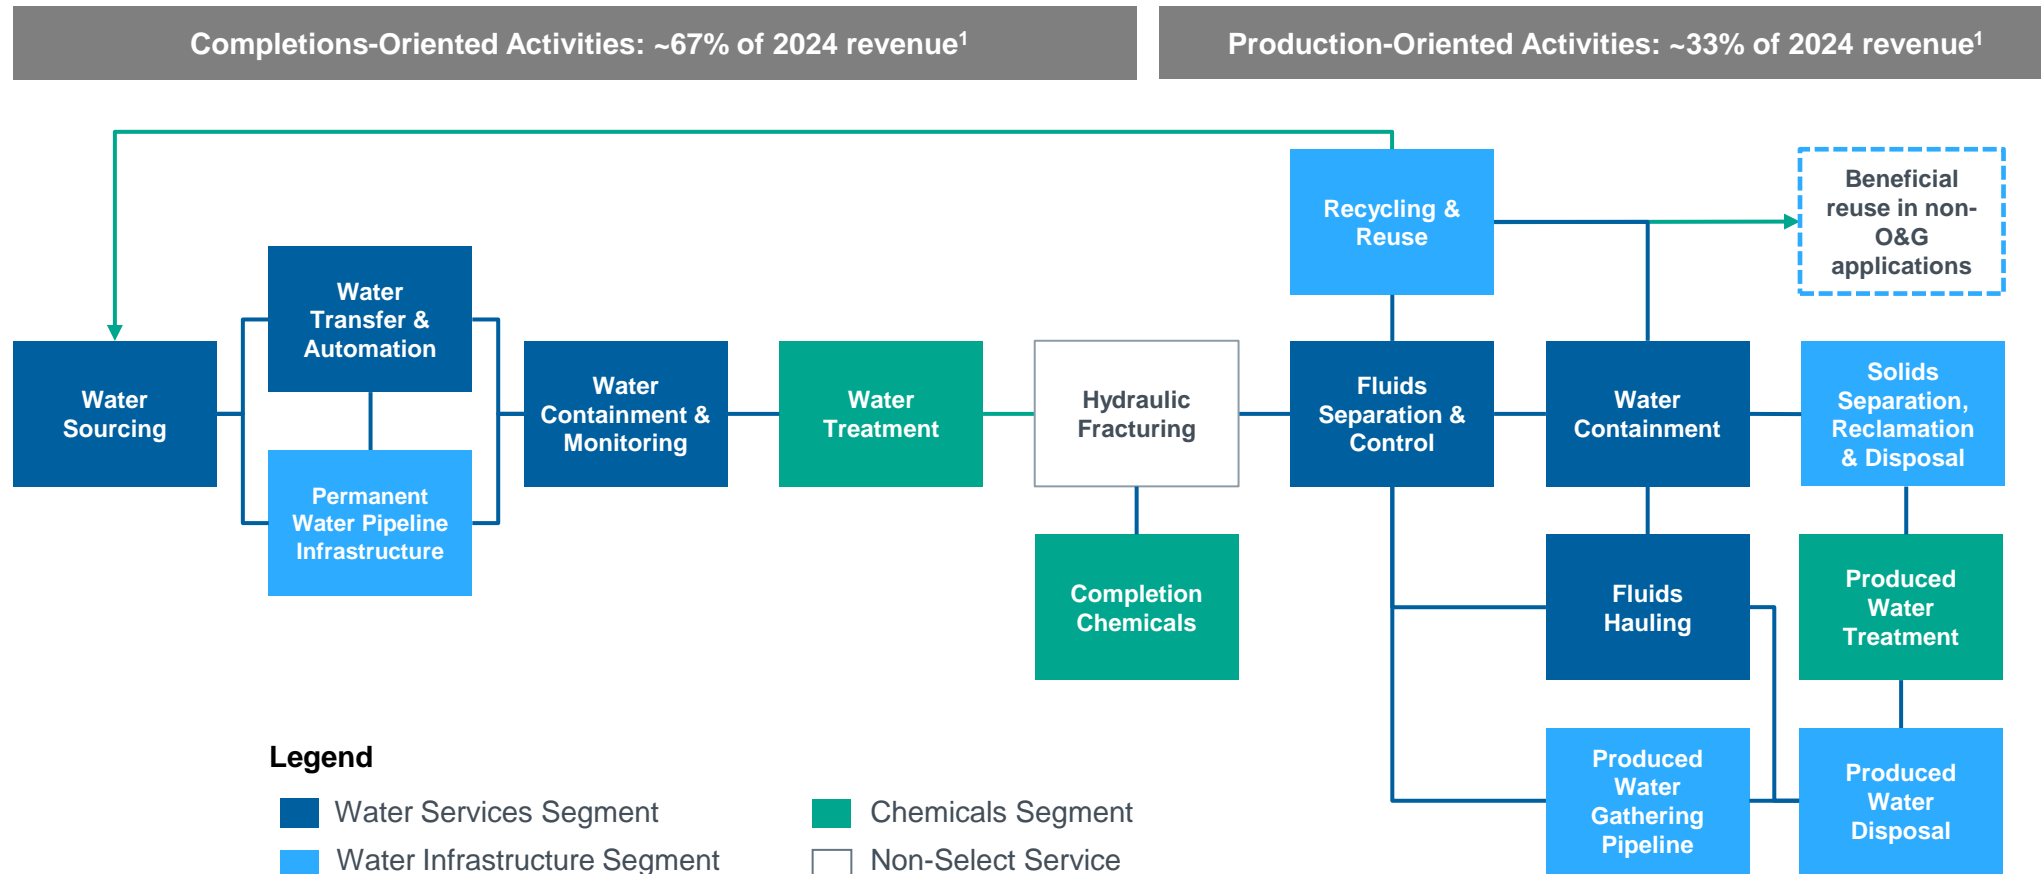 Completions-Oriented Activities: ~67% of 2024 revenue¹
Production-Oriented Activities: ~33% of 2024 revenue¹
Recycling &
Reuse
Beneficial
reuse in non-
O&G
applications
Water
Transfer &
Automation
Water
Sourcing
Permanent
Water Pipeline
Infrastructure
Water
Containment &
Monitoring
Water
Treatment
Hydraulic
Fracturing
Completion
Chemicals
Fluids
Separation &
Control
Water
Containment
Solids
Separation,
Reclamation
& Disposal
Fluids
Hauling
Produced
Water
Treatment
Produced
Water
Gathering
Pipeline
Produced
Water
Disposal
Legend
Water Services Segment
Chemicals Segment
Water Infrastructure Segment
Non-Select Service